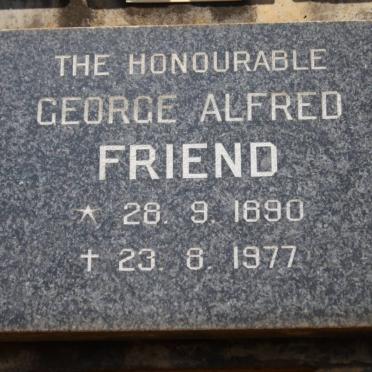 THE HONOURABLE
GEORGE ALFRED
FRIEND
* 28. 9. 1890
† 23. 8. 1977